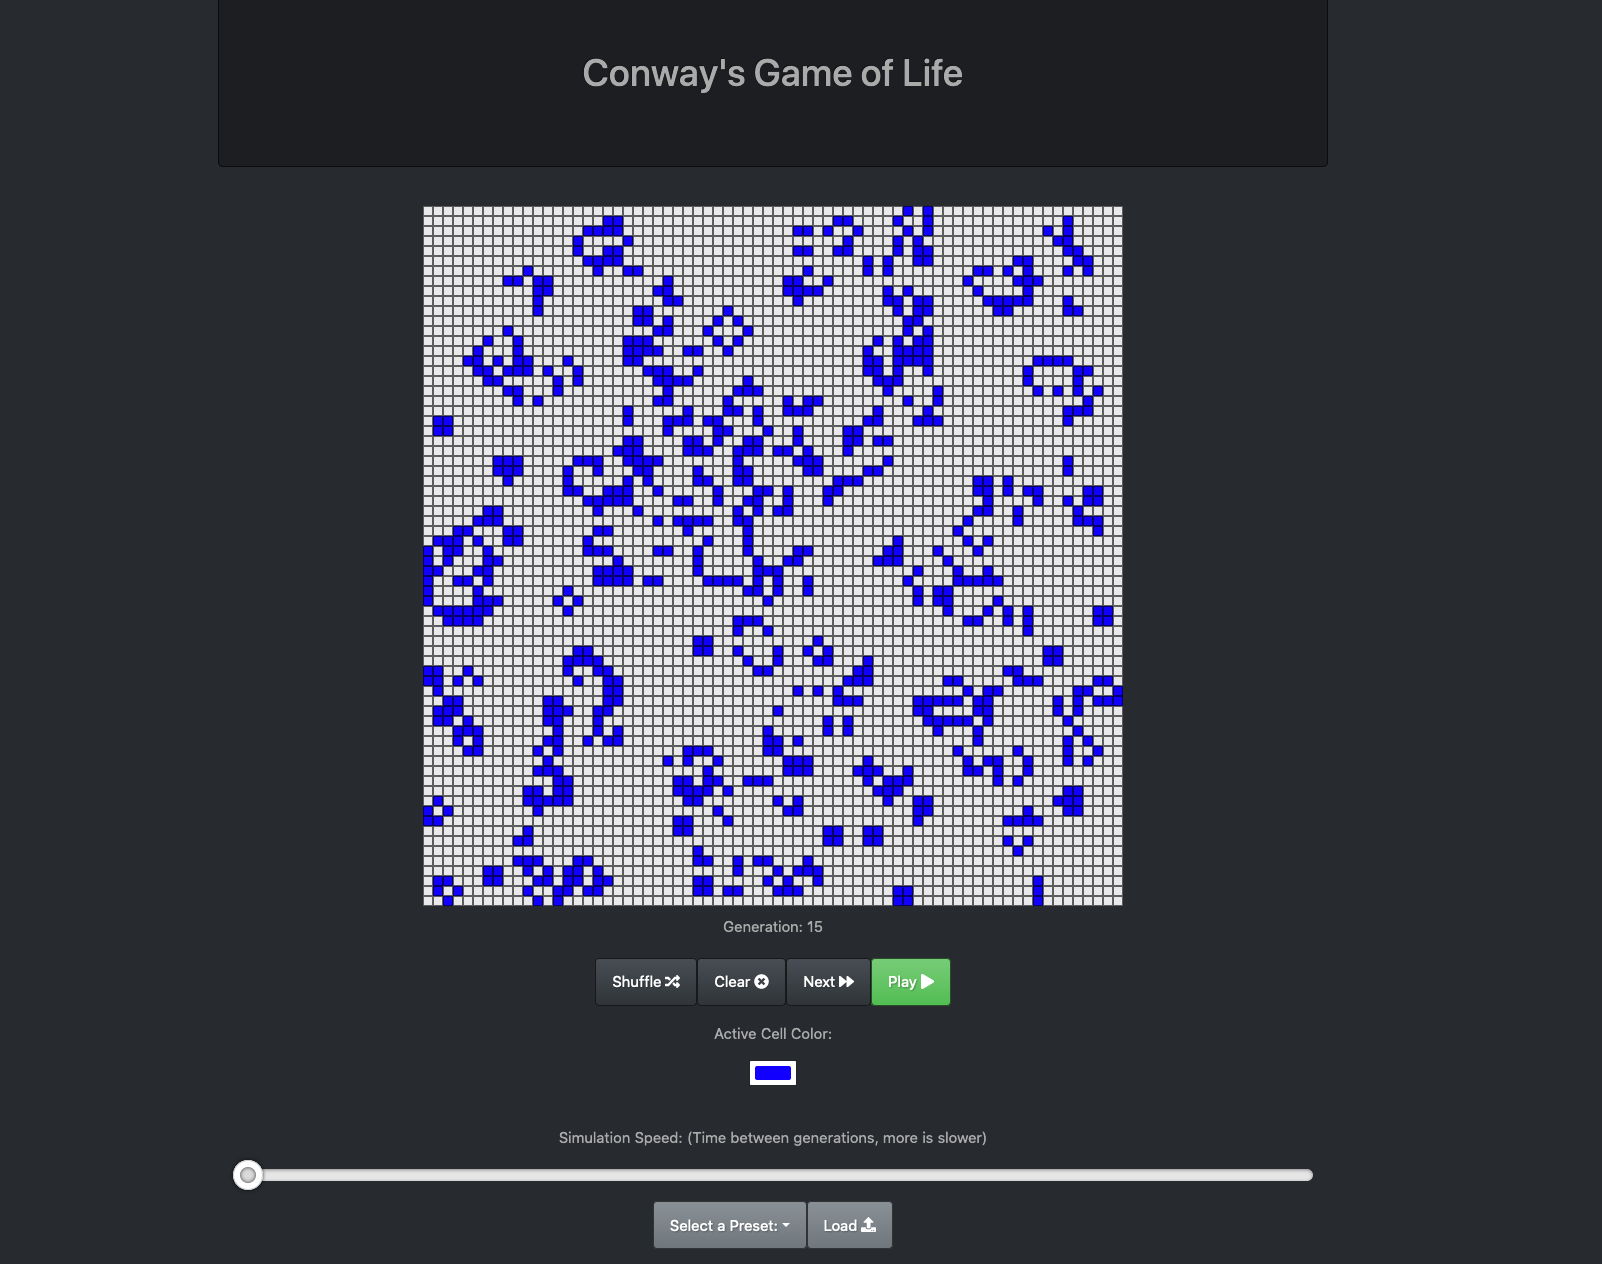 Conway's Game of Life
Generation: 15
Shuffle Clear Next Play
Active Cell Color:
Simulation Speed: (Time between generations, more is slower)
Select a Preset: Load